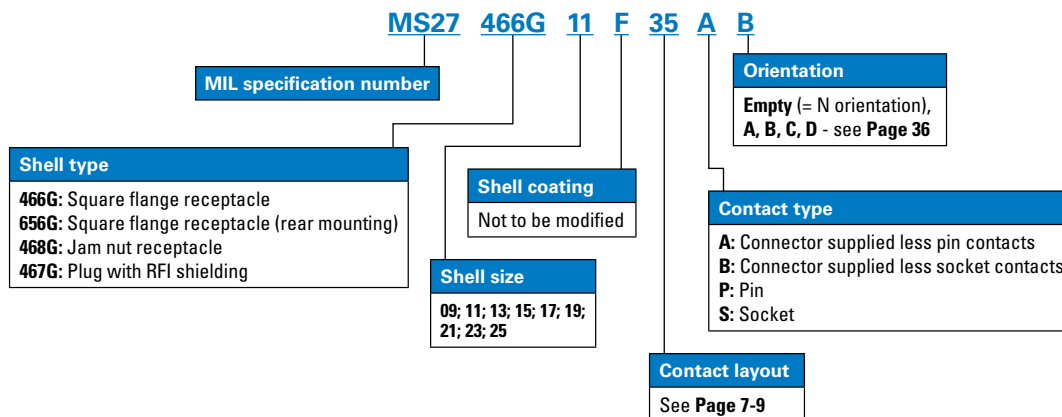 MS27 466G 11 F 35 A B
MIL specification number
Orientation
Empty (= N orientation),
A, B, C, D - see Page 36
Shell type
466G: Square flange receptacle
656G: Square flange receptacle (rear mounting)
468G: Jam nut receptacle
467G: Plug with RFI shielding
Shell coating
Not to be modified
Contact type
A: Connector supplied less pin contacts
B: Connector supplied less socket contacts
P: Pin
S: Socket
Shell size
09; 11; 13; 15; 17; 19;
21; 23; 25
Contact layout
See Page 7-9